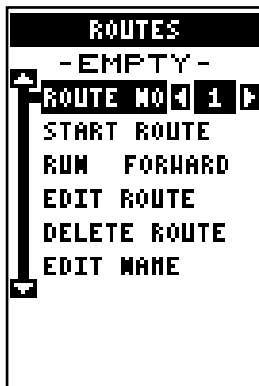 ROUTES
-EMPTY-
ROUTE NO 1
START ROUTE
RUN FORWARD
EDIT ROUTE
DELETE ROUTE
EDIT NAME